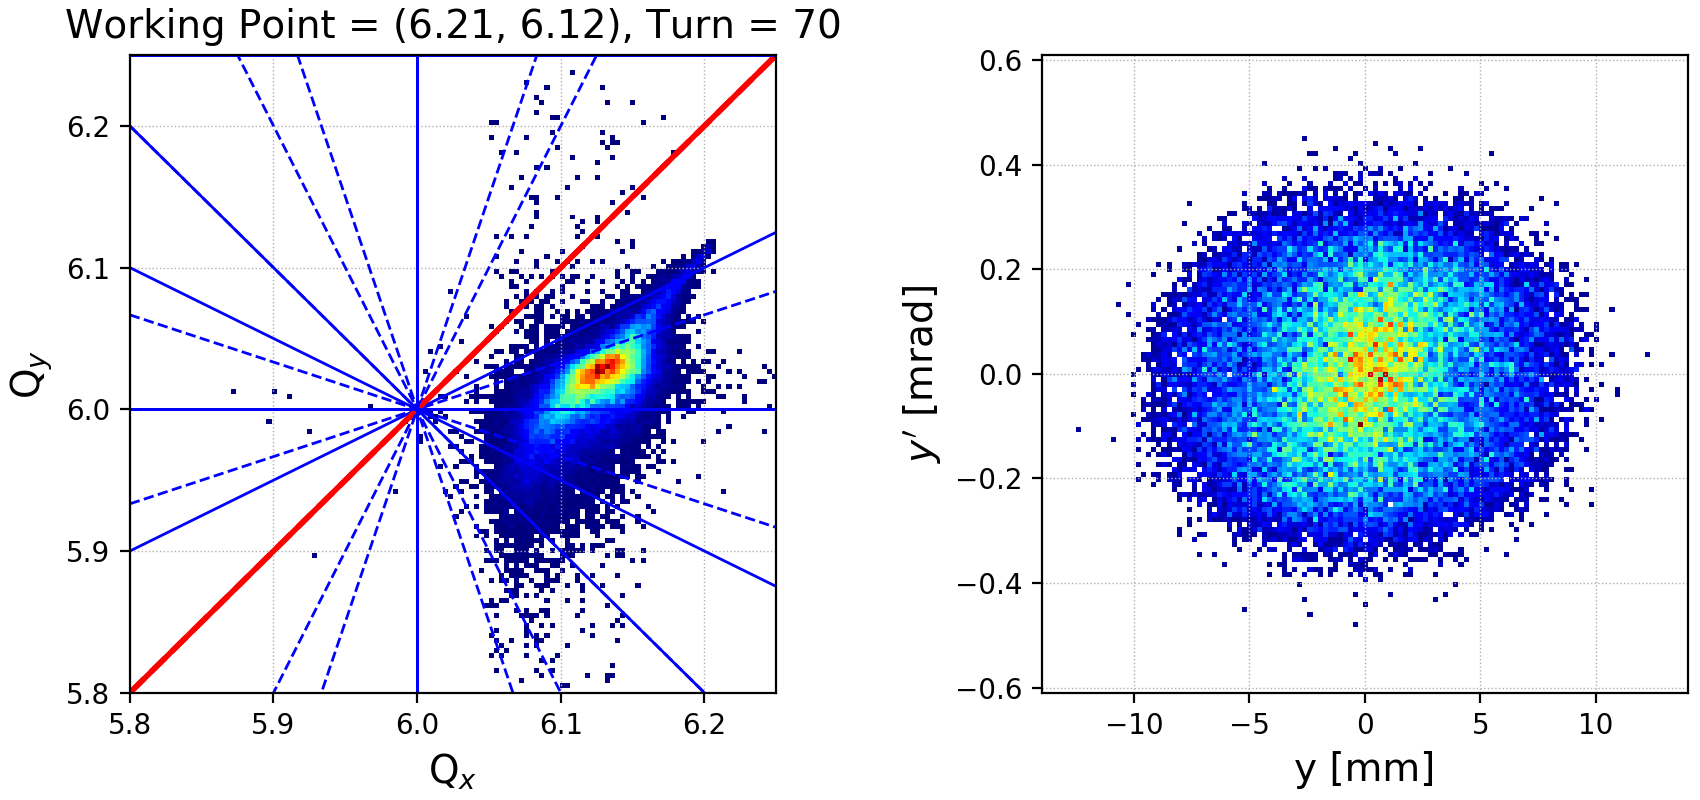 Working Point = (6.21, 6.12), Turn = 70
6.2
6.1
6.0
5.9
5.8
Q_y
5.8 5.9 6.0 6.1 6.2
Q_x
0.6
0.4
0.2
0.0
−0.2
−0.4
−0.6
y′ [mrad]
−10 −5 0 5 10
y [mm]